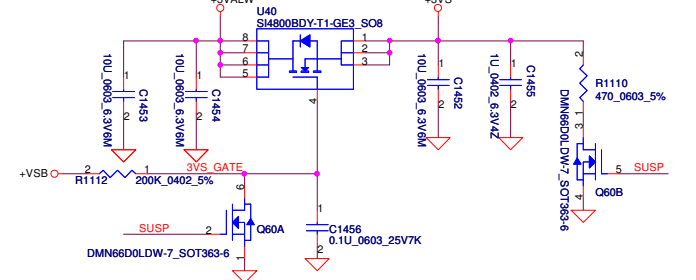 +3VALW
+3VS
U40
SI4800BDY-T1-GE3_SO8
8
7
6
5
1
2
3
4
10U_0603_6.3V6M
1
2
C1453
10U_0603_6.3V6M
1
2
C1454
10U_0603_6.3V6M
1
2
C1452
1U_0402_6.3V4Z
1
2
C1455
2
R1110
470_0603_5%
1
DMN66D0LDW-7_SOT363-6
3
5
SUSP
Q60B
4
+VSB
2
1
3VS_GATE
R1112
200K_0402_5%
6
SUSP
2
Q60A
1
C1456
0.1U_0603_25V7K
2
DMN66D0LDW-7_SOT363-6
1